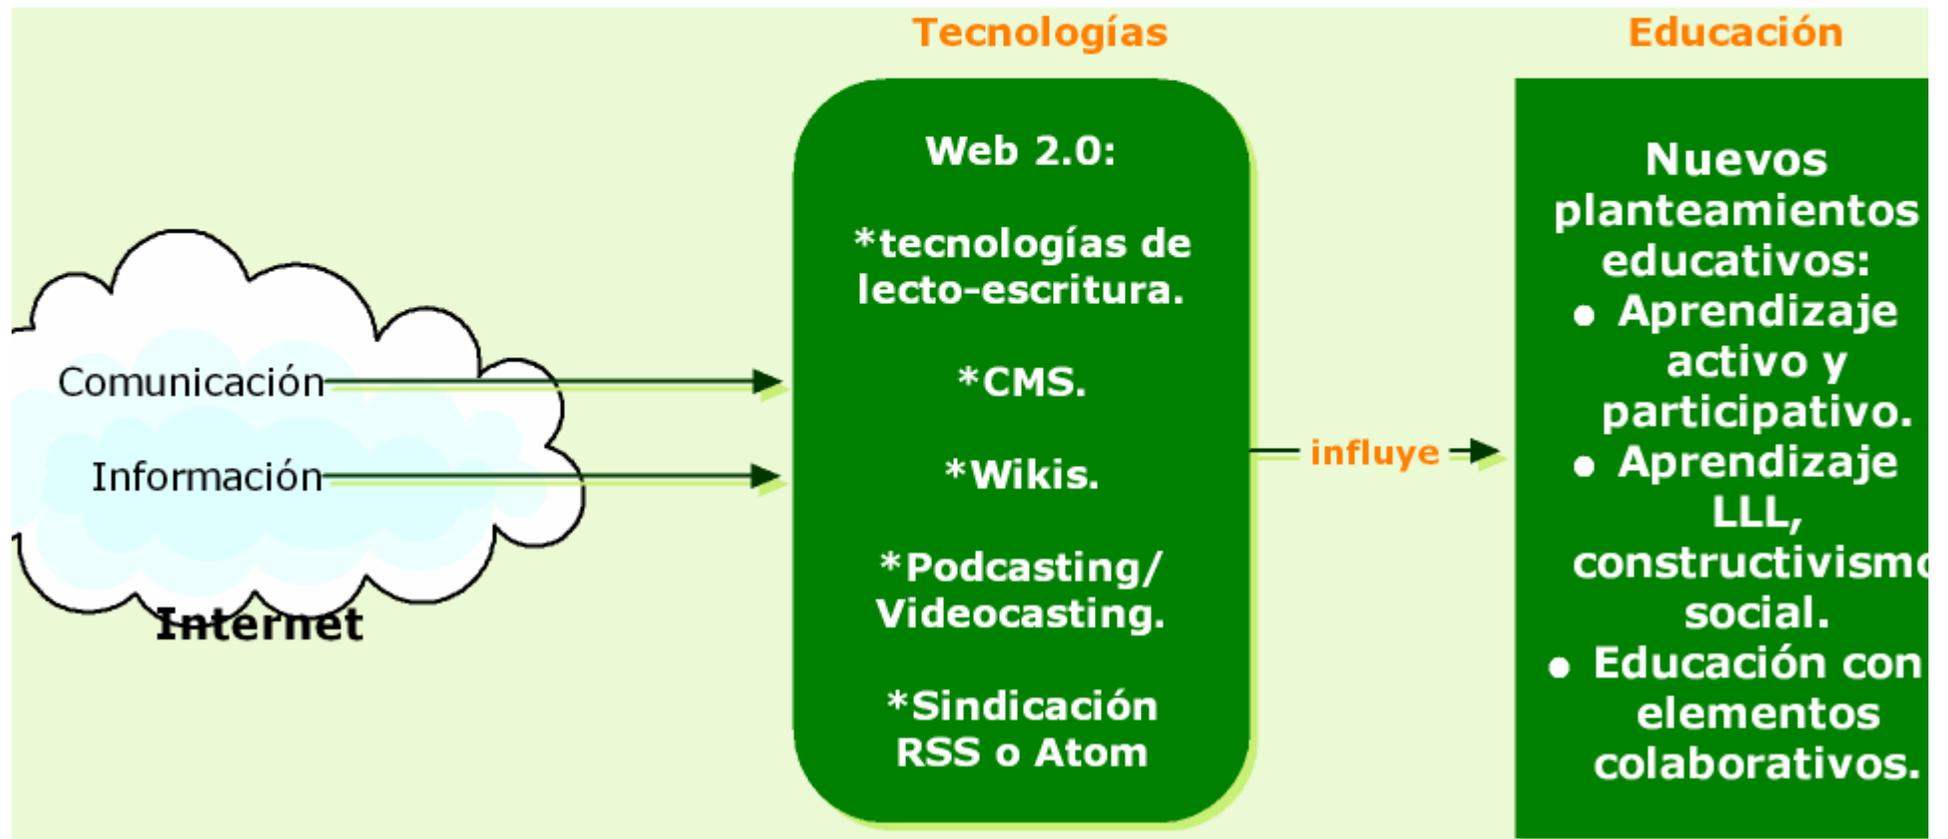 Tecnologías
Educación
Comunicación
Información
Internet
Web 2.0:
*tecnologías de
lecto-escritura.
*CMS.
*Wikis.
*Podcasting/
Videocasting.
*Sindicación
RSS o Atom
influye
Nuevos
planteamientos
educativos:
● Aprendizaje
activo y
participativo.
● Aprendizaje
LLL,
constructivismo
social.
● Educación con
elementos
colaborativos.